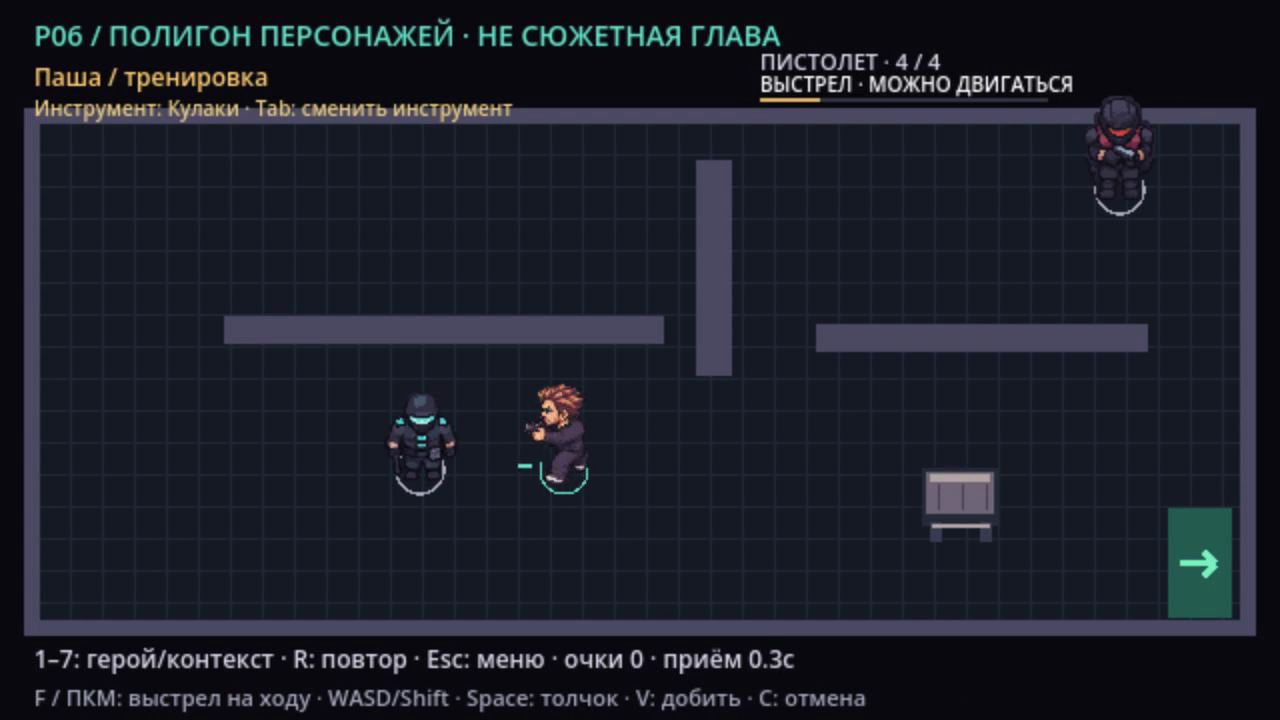 P06 / ПОЛИГОН ПЕРСОНАЖЕЙ · НЕ СЮЖЕТНАЯ ГЛАВА
ПИСТОЛЕТ · 4 / 4
Паша / тренировка
ВЫСТРЕЛ · МОЖНО ДВИГАТЬСЯ
Инструмент: Кулаки · Tab: сменить инструмент
→
1–7: герой/контекст · R: повтор · Esc: меню · очки 0 · приём 0.3с
F / ПКМ: выстрел на ходу · WASD/Shift · Space: толчок · V: добить · C: отмена